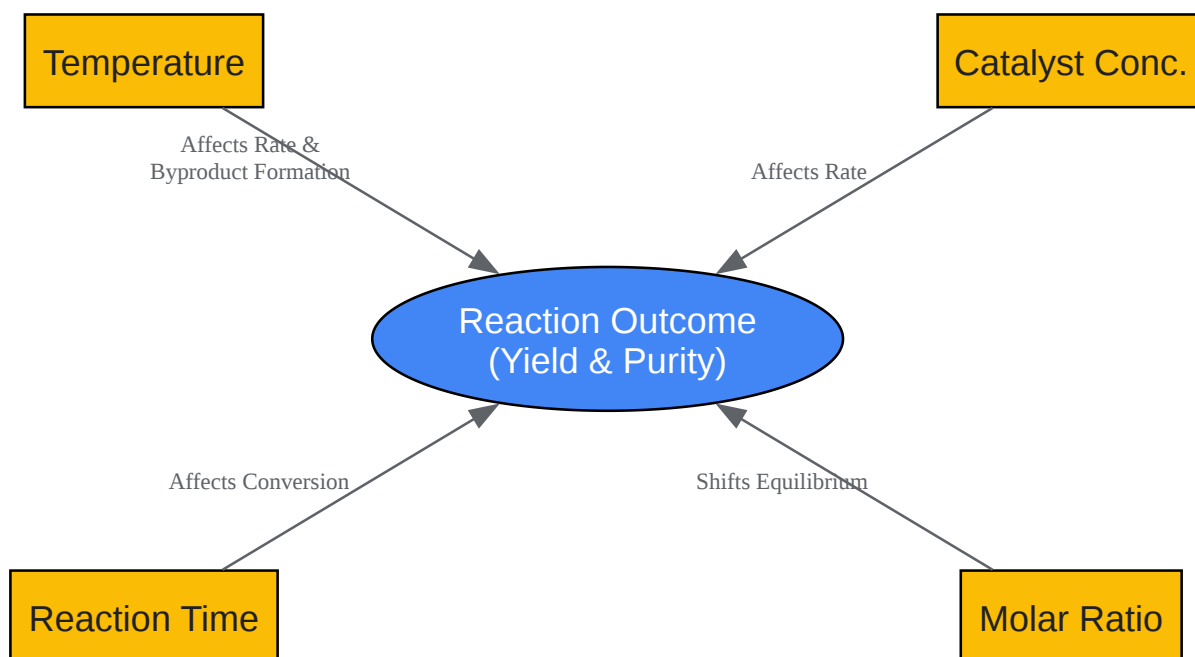 Temperature
Catalyst Conc.
Affects Rate &
Byproduct Formation
Affects Rate
Reaction Outcome
(Yield & Purity)
Affects Conversion
Shifts Equilibrium
Reaction Time
Molar Ratio